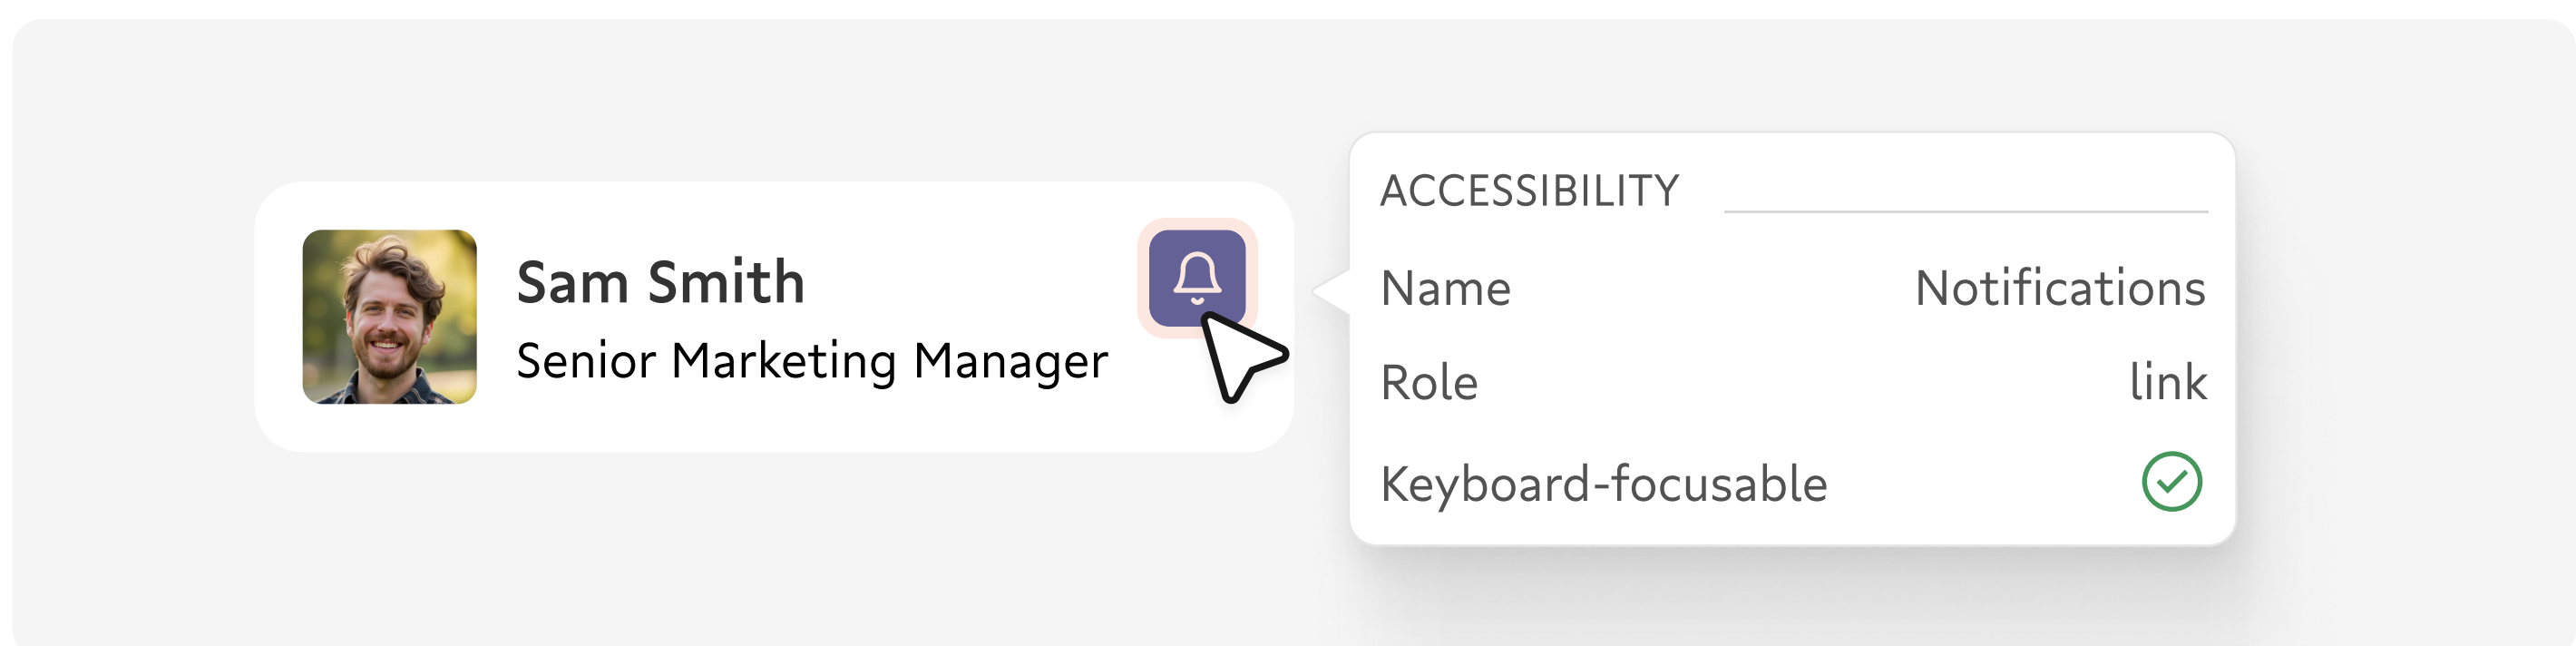 Sam Smith
Senior Marketing Manager
ACCESSIBILITY
Name Notifications
Role link
Keyboard-focusable